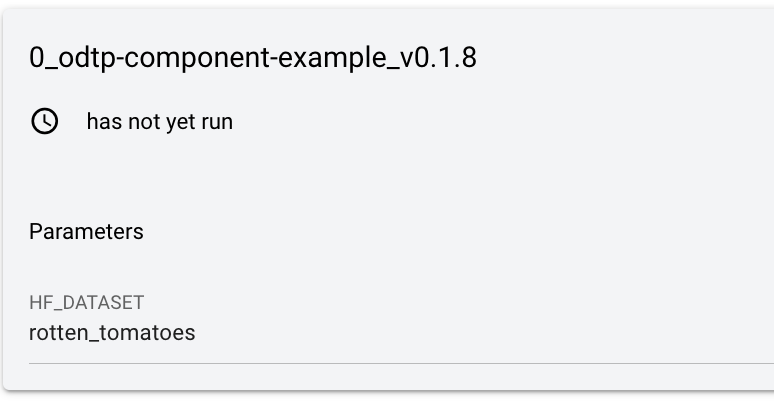 0_odtp-component-example_v0.1.8
has not yet run
Parameters
HF_DATASET
rotten_tomatoes